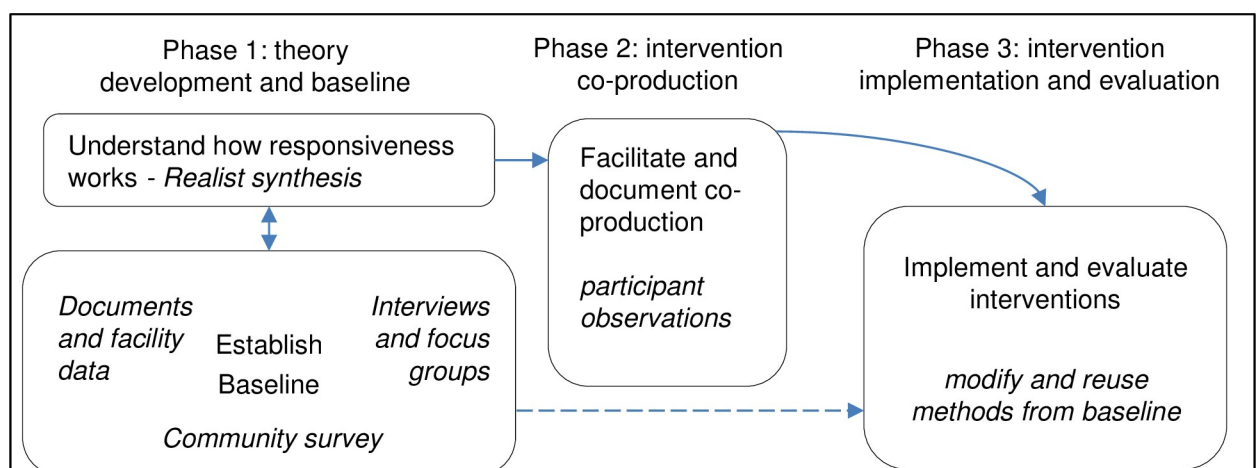 Phase 1: theory
development and baseline
Understand how responsiveness
works - Realist synthesis
Documents
and facility
data
Establish
Baseline
Interviews
and focus
groups
Community survey
Phase 2: intervention
co-production
Facilitate and
document co-
production
participant
observations
Phase 3: intervention
implementation and evaluation
Implement and evaluate
interventions
modify and reuse
methods from baseline